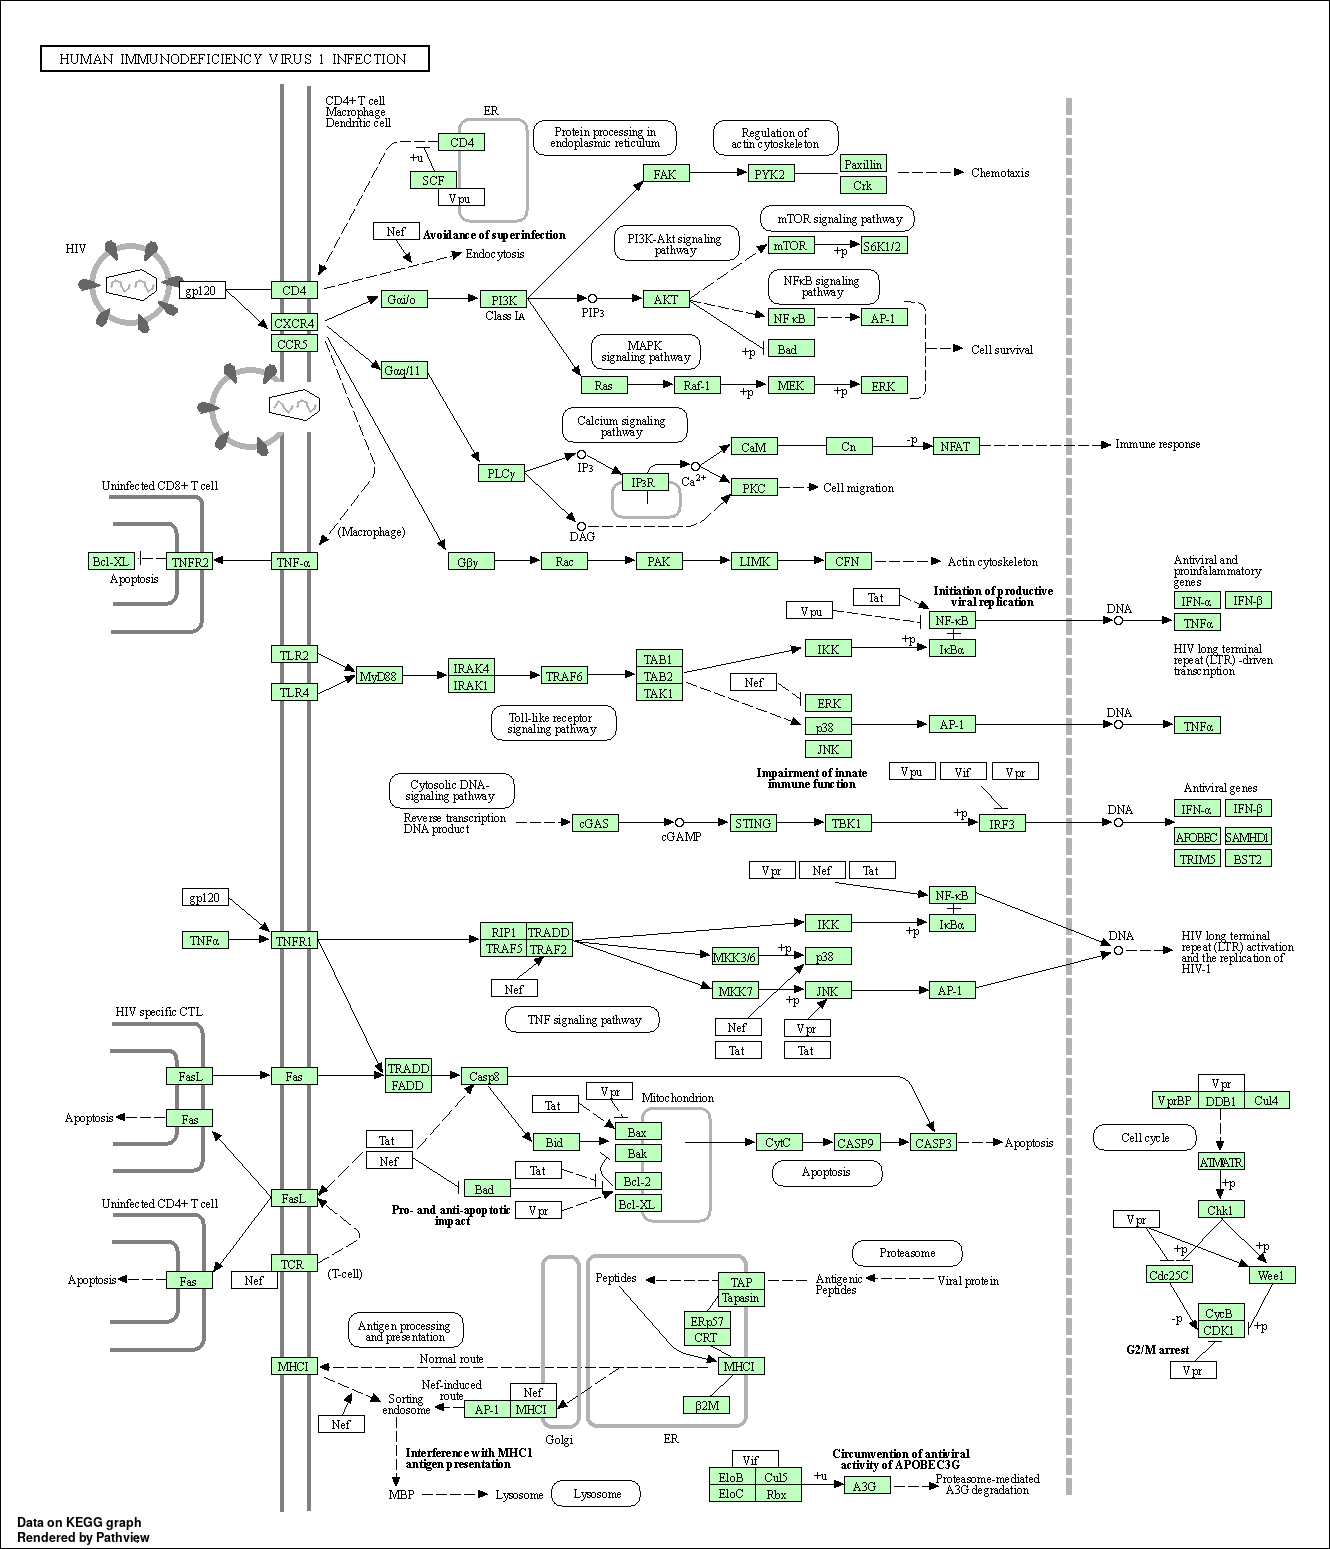 HUMAN IMMUNODEFICIENCY VIRUS 1 INFECTION
CD4+ T cell
Macrophage
Dendritic cell
ER
CD4
+u
SCF
Vpu
Protein processing in
endoplasmic reticulum
Regulation of
actin cytoskeleton
FAK
PYK2
Paxillin
Crk
Chemotaxis
HIV
gp120
Nef
Avoidance of superinfection
Endocytosis
CD4
CXCR4
CCR5
Gαi/o
PI3K
Class IA
PIP3
PI3K-Akt signaling
pathway
AKT
mTOR signaling pathway
mTOR
+p
S6K1/2
NFκB signaling
pathway
NFκB
AP-1
+p
Bad
Cell survival
MAPK
signaling pathway
Gαq/11
Ras
Raf-1
+p
MEK
+p
ERK
Calcium signaling
pathway
PLCγ
IP3
IP3R
Ca2+
DAG
CaM
Cn
-p
NFAT
Immune response
PKC
Cell migration
Uninfected CD8+ T cell
(Macrophage)
Bcl-XL
TNFR2
TNF-α
Apoptosis
Gβγ
Rac
PAK
LIMK
CFN
Actin cytoskeleton
Antiviral and
proinfalammatory
genes
IFN-α
IFN-β
TNFα
HIV long terminal
repeat (LTR) -driven
transcription
Initiation of productive
viral replication
Tat
Vpu
NF-κB
+p
IκBα
DNA
TLR2
TLR4
MyD88
IRAK4
IRAK1
TRAF6
TAB1
TAB2
TAK1
IKK
Nef
ERK
p38
JNK
AP-1
DNA
TNFα
Toll-like receptor
signaling pathway
Impairment of innate
immune function
Vpu
Vif
Vpr
Cytosolic DNA-
signaling pathway
Reverse transcription
DNA product
cGAS
cGAMP
STING
TBK1
+p
IRF3
DNA
Antiviral genes
IFN-α
IFN-β
APOBEC
SAMHD1
TRIM5
BST2
Vpr
Nef
Tat
gp120
TNFα
TNFR1
RIP1
TRADD
TRAF5
TRAF2
Nef
IKK
+p
NF-κB
IκBα
MKK3/6
+p
p38
MKK7
+p
JNK
AP-1
DNA
HIV long terminal
repeat (LTR) activation
and the replication of
HIV-1
TNF signaling pathway
Nef
Tat
Vpr
Tat
HIV specific CTL
FasL
Fas
TRADD
FADD
Casp8
Apoptosis
Fas
Tat
Nef
Vpr
Tat
Mitochondrion
Bax
Bid
Bak
Tat
Bcl-2
Bad
Vpr
Bcl-XL
CytC
CASP9
CASP3
Apoptosis
Apoptosis
Pro- and anti-apoptotic
impact
Vpr
VprBP
DDB1
Cul4
Cell cycle
ATMATR
+p
Chk1
Vpr
+p
+p
Cdc25C
Wee1
-p
CycB
CDK1
+p
G2/M arrest
Vpr
Uninfected CD4+ T cell
FasL
TCR
(T-cell)
Nef
Apoptosis
Fas
Proteasome
Peptides
TAP
Tapasin
Antigenic
Peptides
Viral protein
ERp57
CRT
MHCI
β2M
Antigen processing
and presentation
Normal route
MHCI
Nef-induced
route
Nef
Sorting
endosome
AP-1
MHCI
Nef
Golgi
ER
Interference with MHC1
antigen presentation
MBP
Lysosome
Lysosome
Vif
EloB
Cul5
EloC
Rbx
+u
A3G
Circumvention of antiviral
activity of APOBEC3G
Proteasome-mediated
A3G degradation
Data on KEGG graph
Rendered by Pathview